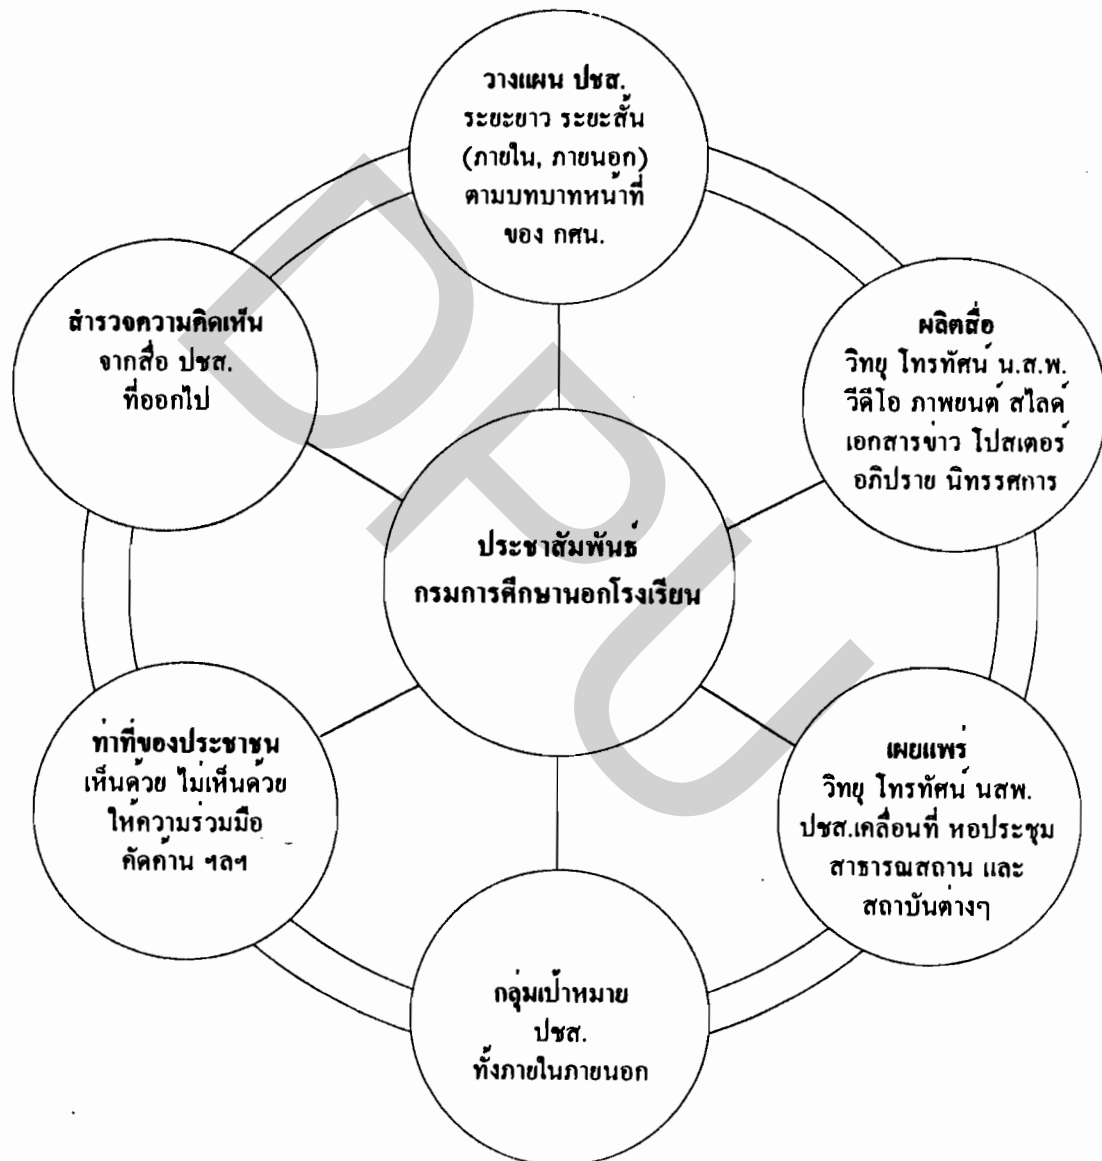 วางแผน ปชส.
ระยะยาว ระยะสั้น
(ภายใน, ภายนอก)
ตามบทบาทหน้าที่
ของ กศน.
ผลิตสื่อ
วิทยุ โทรทัศน์ น.ส.พ.
วีดีโอ ภาพยนต์ สไลด์
เอกสารข่าว โปสเตอร์
อภิปราย นิทรรศการ
เผยแพร่
วิทยุ โทรทัศน์ นสพ.
ปชส.เคลื่อนที่ หอประชุม
สาธารณสถาน และ
สถาบันต่างๆ
กลุ่มเป้าหมาย
ปชส.
ทั้งภายในภายนอก
ท่าที่ของประชาชน
เห็นด้วย ไม่เห็นด้วย
ให้ความร่วมมือ
คัดค้าน ฯลฯ
สำรวจความคิดเห็น
จากสื่อ ปชส.
ที่ออกไป
ประชาสัมพันธ์
กรมการศึกษานอกโรงเรียน
DPU